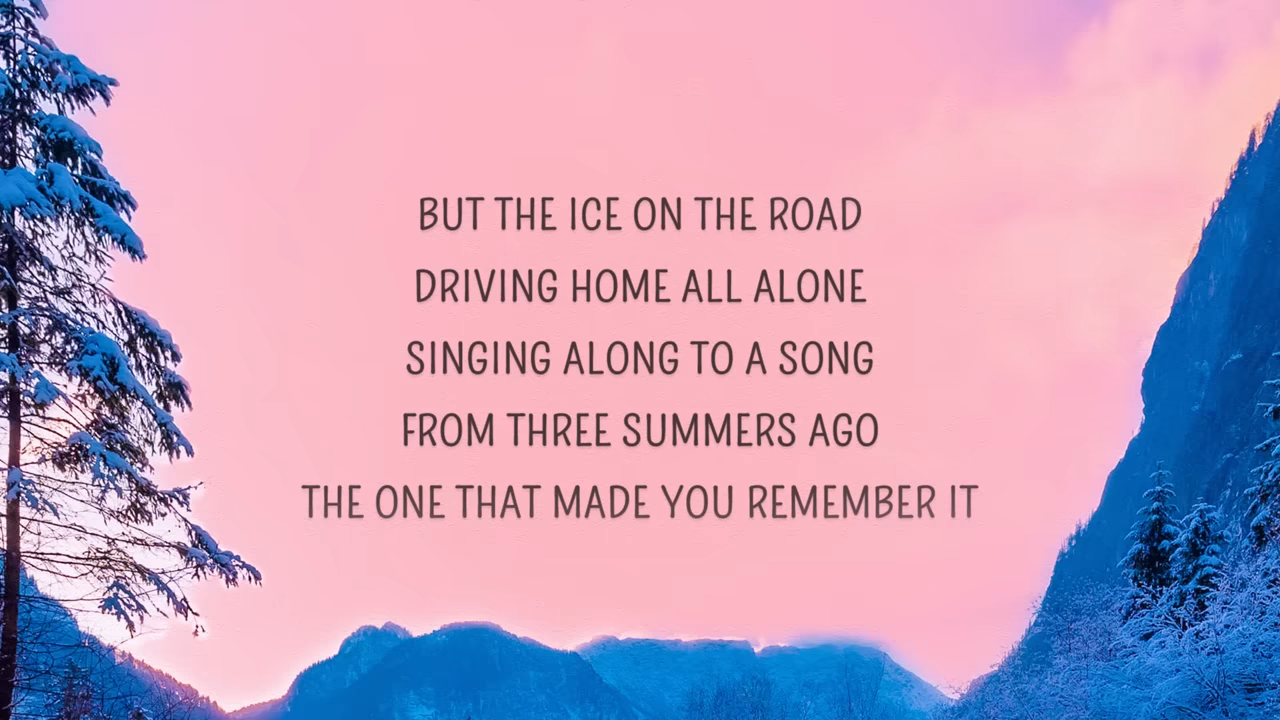 BUT THE ICE ON THE ROAD
DRIVING HOME ALL ALONE
SINGING ALONG TO A SONG
FROM THREE SUMMERS AGO
THE ONE THAT MADE YOU REMEMBER IT